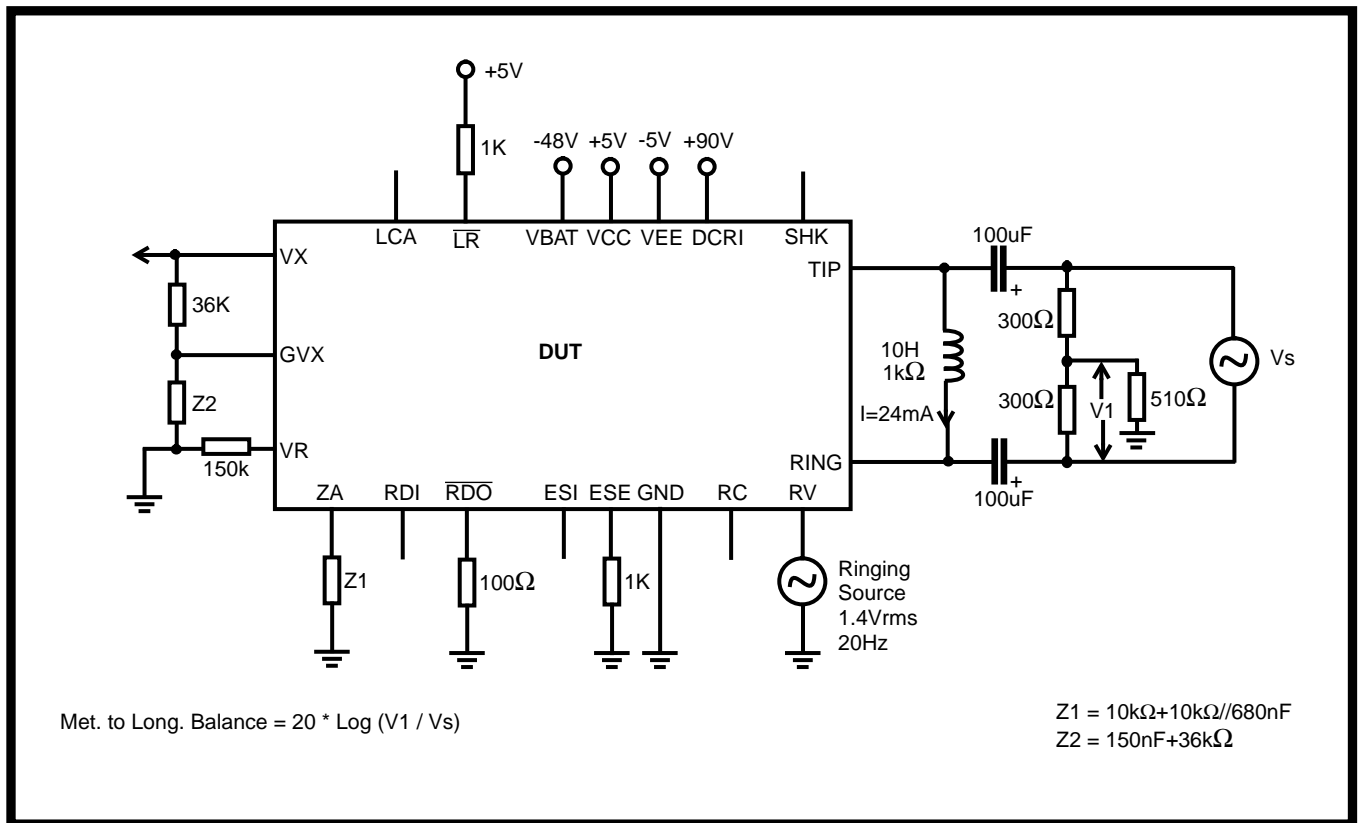 +5V
1K
-48V
+5V
-5V
+90V
LCA
LR
VBAT
VCC
VEE
DCRI
SHK
VX
TIP
100uF
+
36K
300Ω
GVX
DUT
10H
1kΩ
Vs
Z2
300Ω
V1
510Ω
I=24mA
VR
150k
RING
+
100uF
ZA
RDI
RDO
ESI
ESE
GND
RC
RV
Z1
100Ω
1K
Ringing
Source
1.4Vrms
20Hz
Met. to Long. Balance = 20 * Log (V1 / Vs)
Z1 = 10kΩ+10kΩ//680nF
Z2 = 150nF+36kΩ